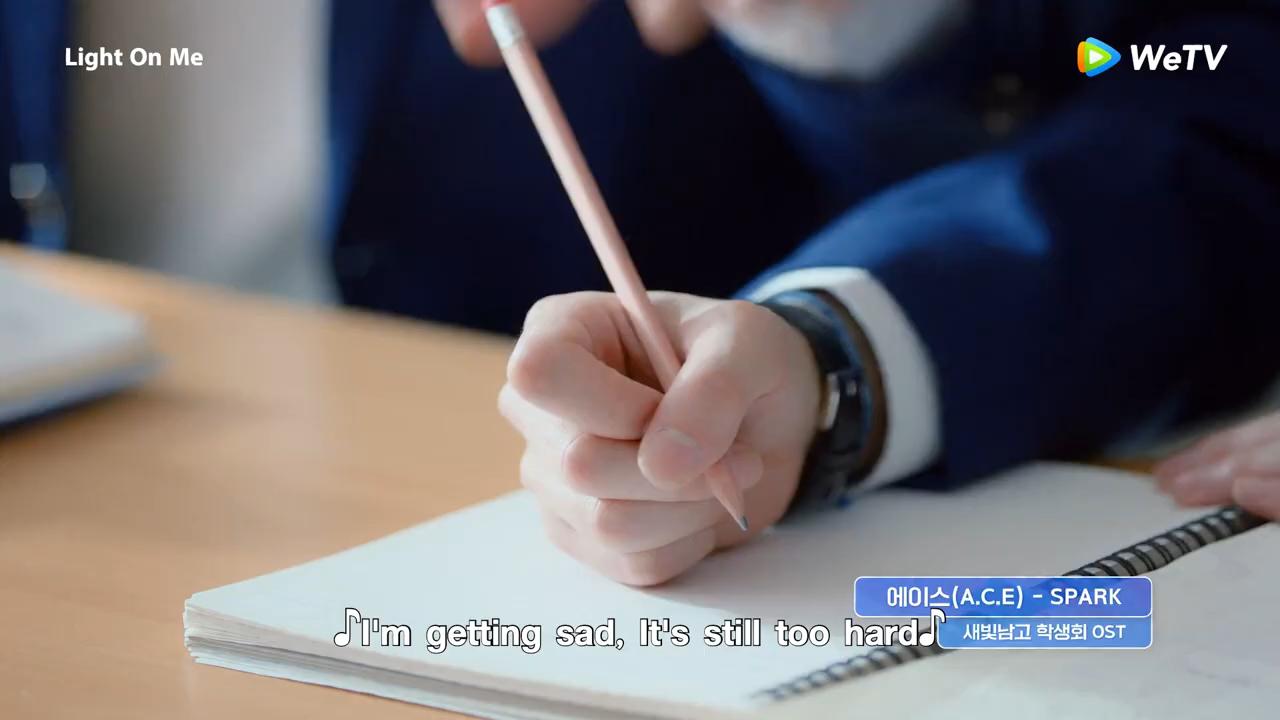 Light On Me
WeTV
에이스(A.C.E) - SPARK
새빛남고 학생회 OST
♪I'm getting sad, It's still too hard♪